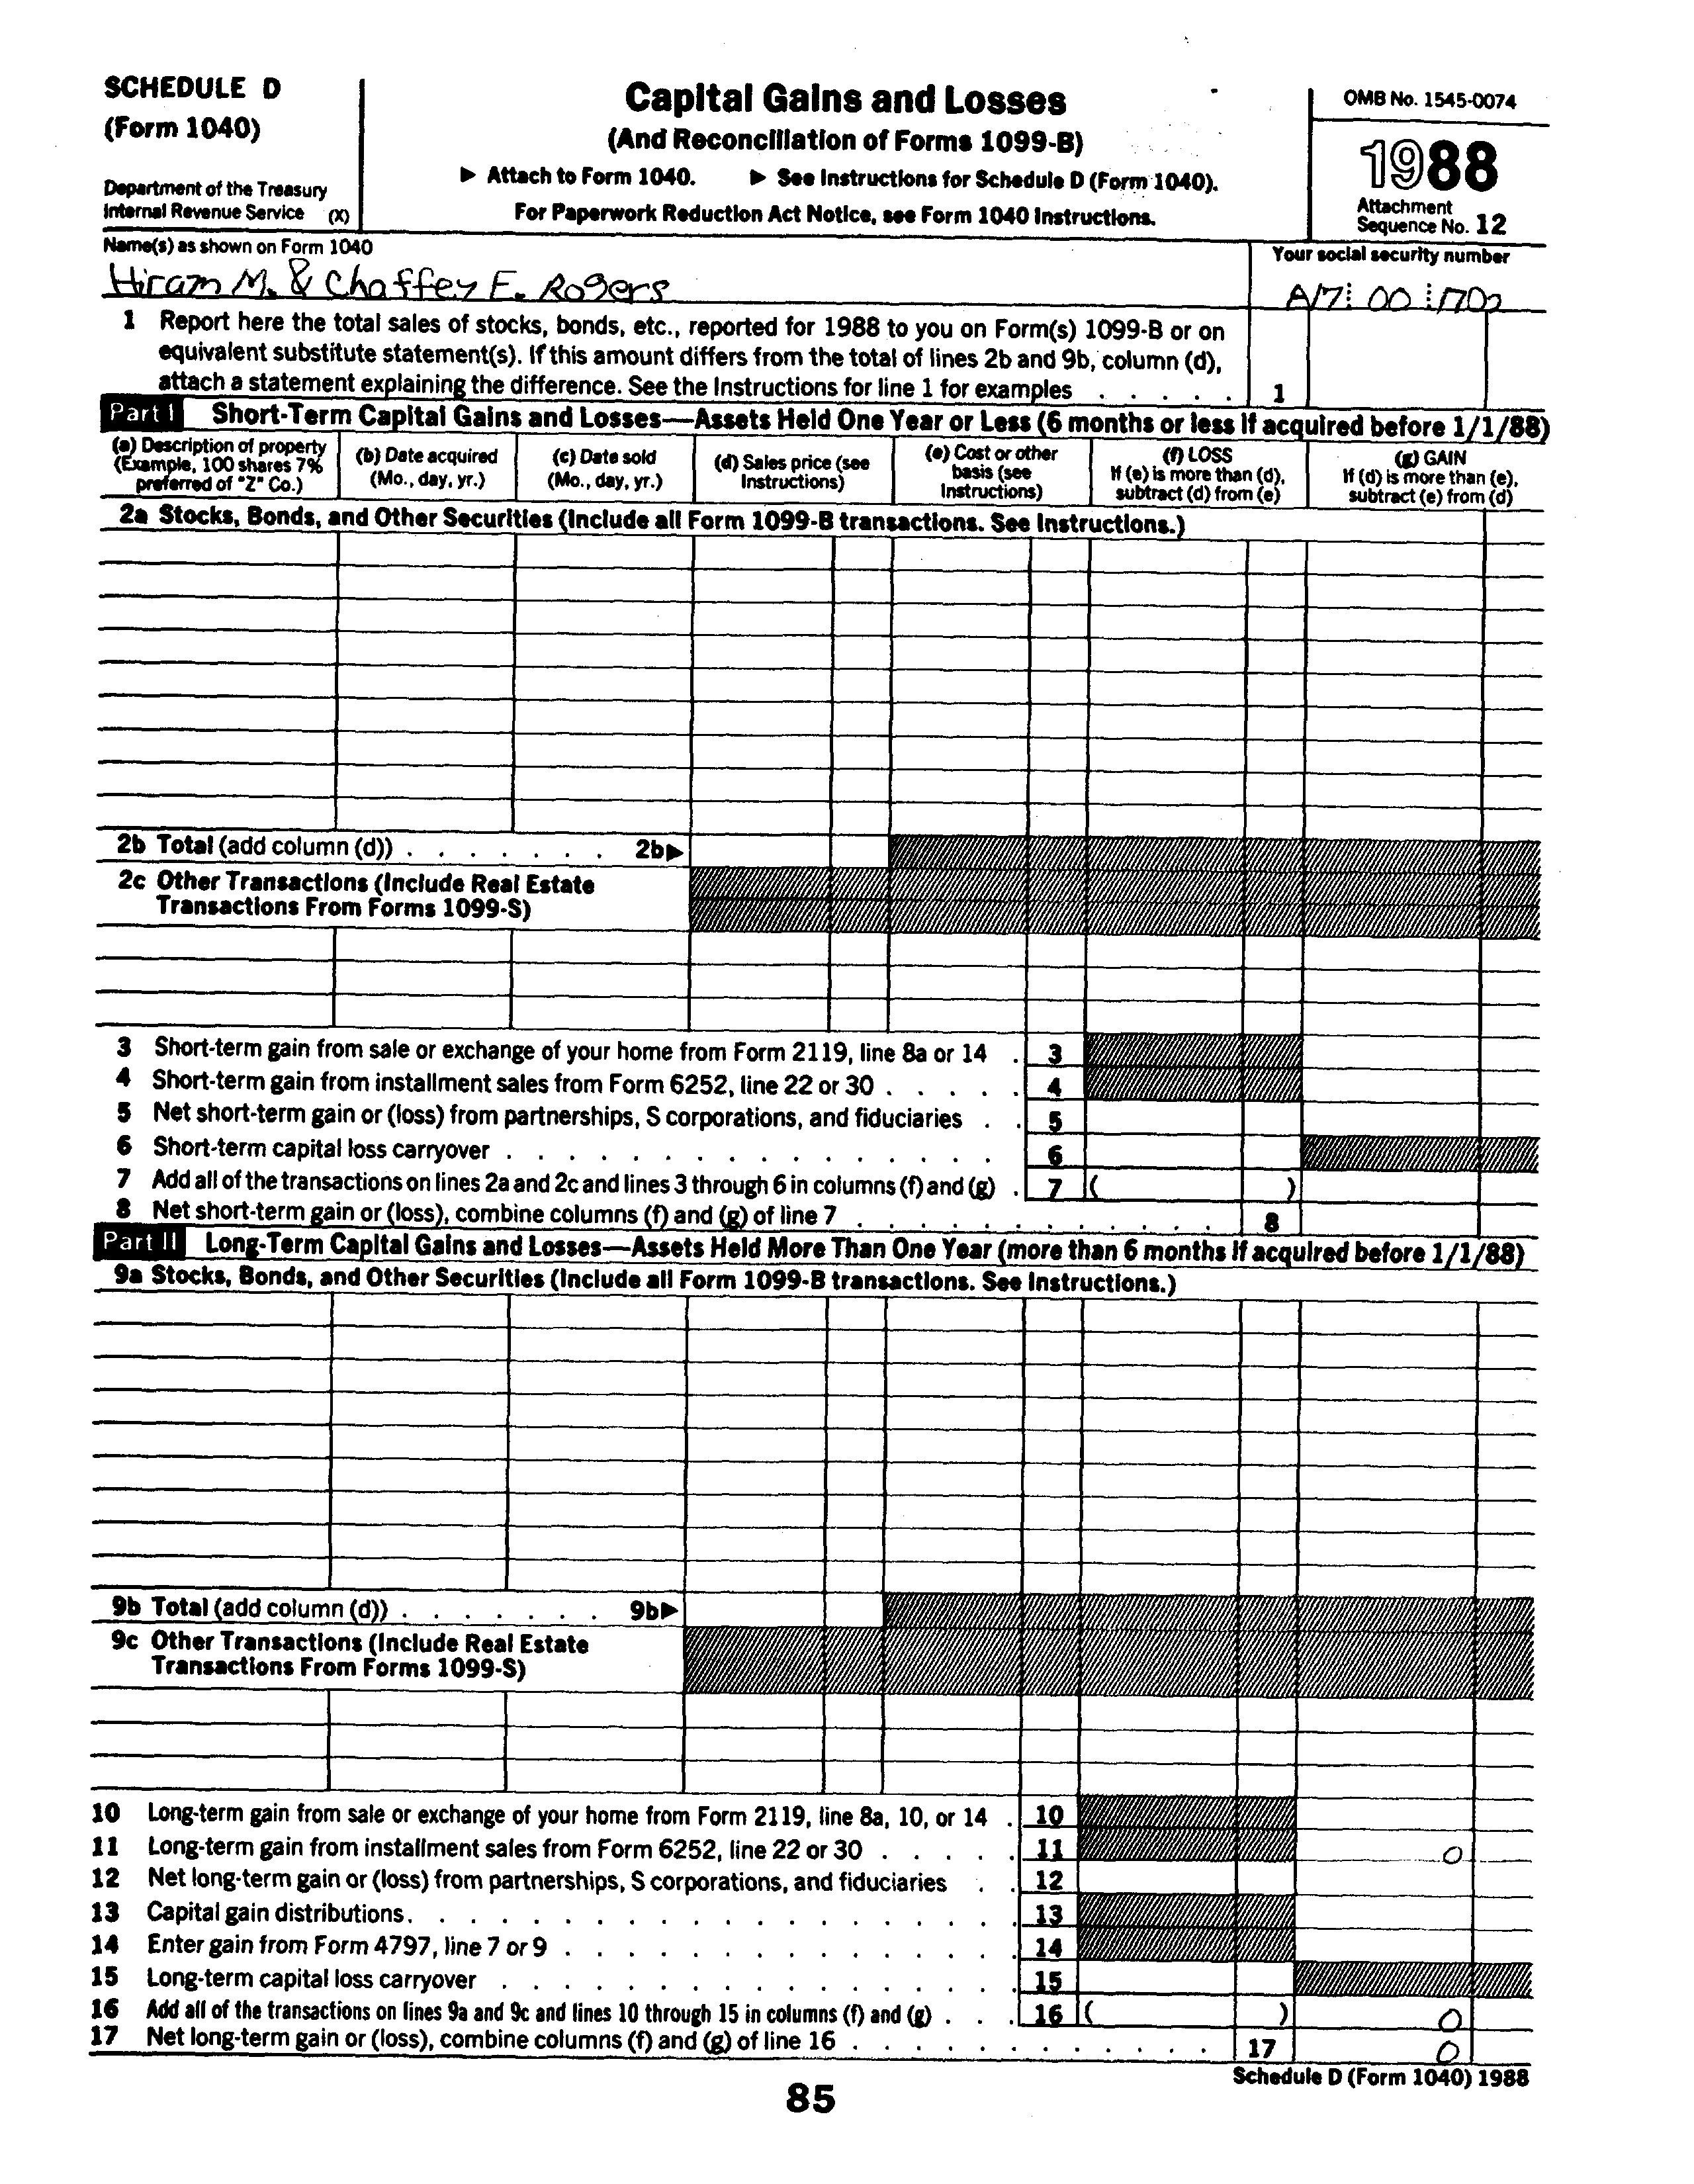 SCHEDULE D
(Form 1040)
Department of the Treasury
Internal Revenue Service (X)
Capital Gains and Losses
(And Reconciliation of Forms 1099-B)
▶ Attach to Form 1040. ▶ See Instructions for Schedule D (Form 1040).
For Paperwork Reduction Act Notice, see Form 1040 Instructions.
OMB No. 1545-0074
1988
Attachment
Sequence No. 12
Name(s) as shown on Form 1040
Hiram M. & Chaffey E. Rogers
Your social security number
00
1 Report here the total sales of stocks, bonds, etc., reported for 1988 to you on Form(s) 1099-B or on
equivalent substitute statement(s). If this amount differs from the total of lines 2b and 9b, column (d),
attach a statement explaining the difference. See the Instructions for line 1 for examples . . . . . 1
Part I Short-Term Capital Gains and Losses—Assets Held One Year or Less (6 months or less if acquired before 1/1/88)
(a) Description of property
(Example, 100 shares 7%
preferred of "Z" Co.)
(b) Date acquired
(Mo., day, yr.)
(c) Date sold
(Mo., day, yr.)
(d) Sales price (see
Instructions)
(e) Cost or other
basis (see
Instructions)
(f) LOSS
If (e) is more than (d),
subtract (d) from (e)
(g) GAIN
If (d) is more than (e),
subtract (e) from (d)
2a Stocks, Bonds, and Other Securities (Include all Form 1099-B transactions. See Instructions.)
2b Total (add column (d)) . . . . . . . 2b▶
2c Other Transactions (Include Real Estate
Transactions From Forms 1099-S)
3 Short-term gain from sale or exchange of your home from Form 2119, line 8a or 14 . 3
4 Short-term gain from installment sales from Form 6252, line 22 or 30 . . . . . 4
5 Net short-term gain or (loss) from partnerships, S corporations, and fiduciaries . . 5
6 Short-term capital loss carryover . . . . . . . . . . . . . . . . 6
7 Add all of the transactions on lines 2a and 2c and lines 3 through 6 in columns (f) and (g) . 7 ( )
8 Net short-term gain or (loss), combine columns (f) and (g) of line 7 . . . . . . . . . . . . 8
Part II Long-Term Capital Gains and Losses—Assets Held More Than One Year (more than 6 months if acquired before 1/1/88)
9a Stocks, Bonds, and Other Securities (Include all Form 1099-B transactions. See Instructions.)
9b Total (add column (d)) . . . . . . . 9b▶
9c Other Transactions (Include Real Estate
Transactions From Forms 1099-S)
10 Long-term gain from sale or exchange of your home from Form 2119, line 8a, 10, or 14 . 10
11 Long-term gain from installment sales from Form 6252, line 22 or 30 . . . . . 11 0
12 Net long-term gain or (loss) from partnerships, S corporations, and fiduciaries . . 12
13 Capital gain distributions. . . . . . . . . . . . . . . . . . . . 13
14 Enter gain from Form 4797, line 7 or 9 . . . . . . . . . . . . . . 14
15 Long-term capital loss carryover . . . . . . . . . . . . . . . . 15
16 Add all of the transactions on lines 9a and 9c and lines 10 through 15 in columns (f) and (g) . . . 16 ( ) 0
17 Net long-term gain or (loss), combine columns (f) and (g) of line 16 . . . . . . . . . . . . 17 0
Schedule D (Form 1040) 1988
85